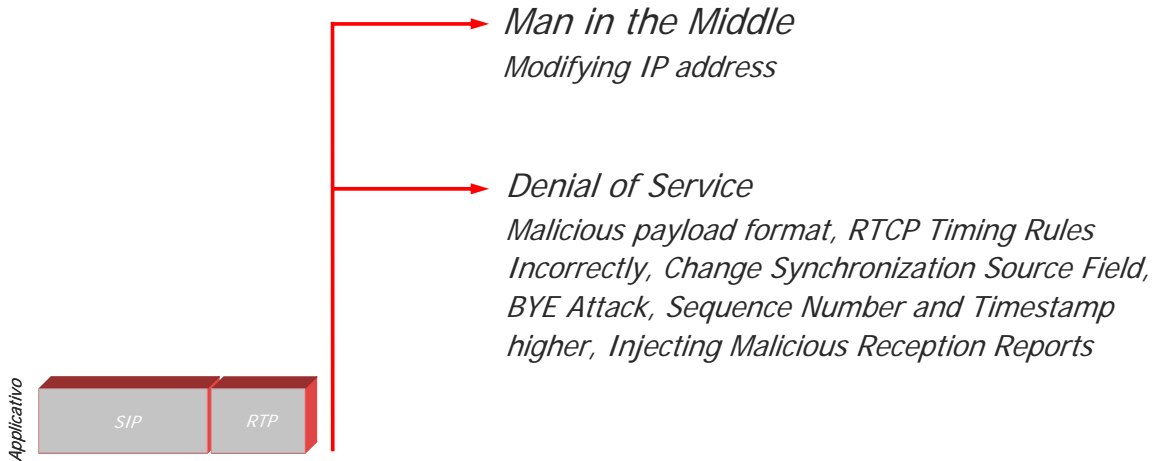 Man in the Middle
Modifying IP address
Denial of Service
Malicious payload format, RTCP Timing Rules
Incorrectly, Change Synchronization Source Field,
BYE Attack, Sequence Number and Timestamp
higher, Injecting Malicious Reception Reports
Applicativo
SIP
RTP